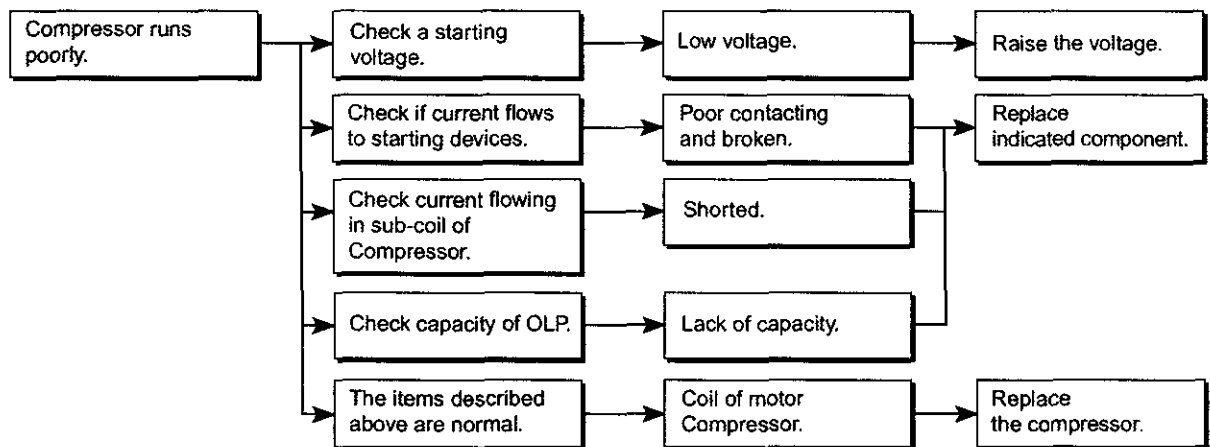 Compressor runs
poorly.
Check a starting
voltage.
Low voltage.
Raise the voltage.
Check if current flows
to starting devices.
Poor contacting
and broken.
Replace
indicated component.
Check current flowing
in sub-coil of
Compressor.
Shorted.
Check capacity of OLP.
Lack of capacity.
The items described
above are normal.
Coil of motor
Compressor.
Replace
the compressor.